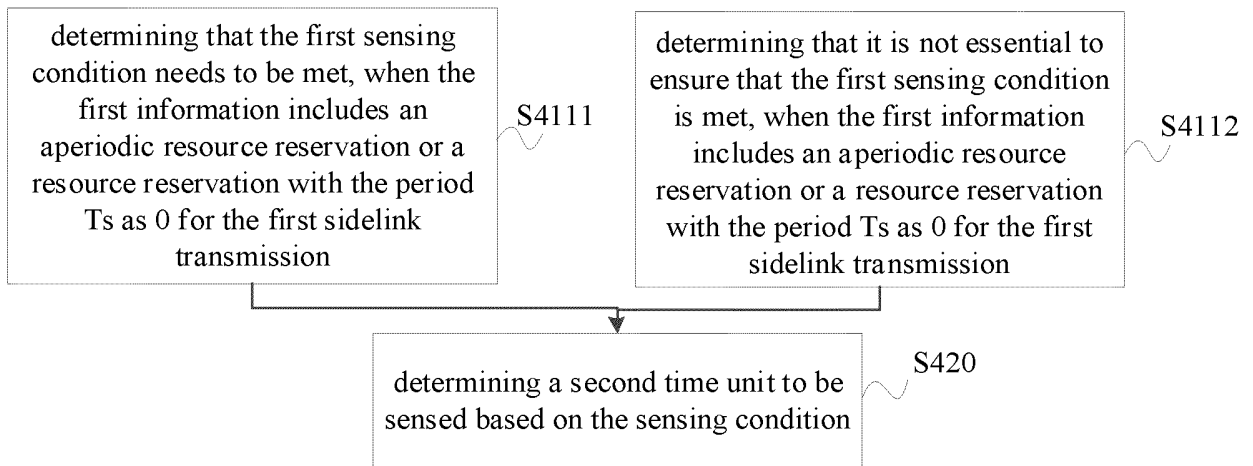 determining that the first sensing
condition needs to be met, when the
first information includes an
aperiodic resource reservation or a
resource reservation with the period
Ts as 0 for the first sidelink
transmission
S4111
determining that it is not essential to
ensure that the first sensing condition
is met, when the first information
includes an aperiodic resource
reservation or a resource reservation
with the period Ts as 0 for the first
sidelink transmission
S4112
determining a second time unit to be
sensed based on the sensing condition
S420